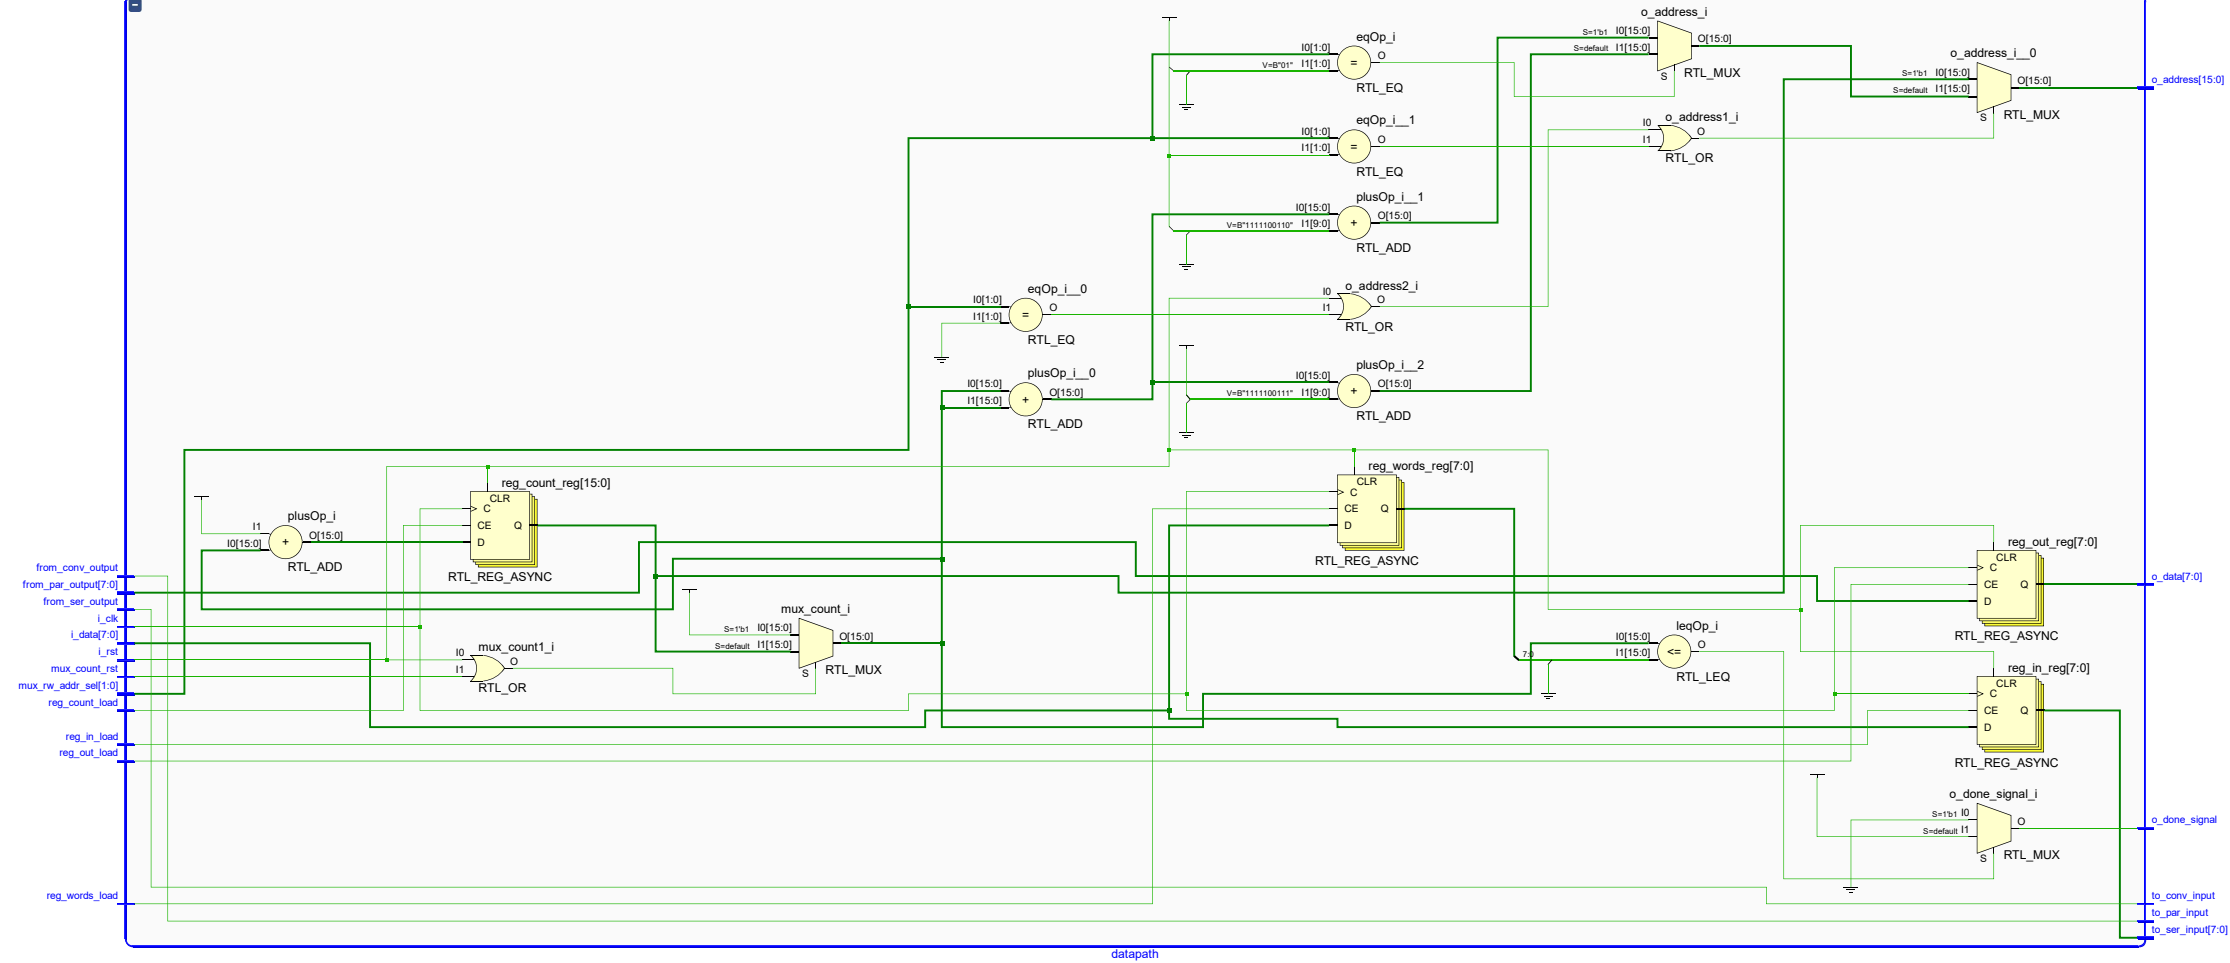 o_address_i
S=1'b1 I0[15:0]
O[15:0]
S=default I1[15:0]
S
RTL_MUX
eqOp_i
I0[1:0]
O
V=B"01" I1[1:0]
=
RTL_EQ
o_address_i__0
S=1'b1 I0[15:0]
O[15:0]
S=default I1[15:0]
S
RTL_MUX
o_address[15:0]
eqOp_i__1
I0[1:0]
O
I1[1:0]
=
RTL_EQ
o_address1_i
I0
O
I1
RTL_OR
plusOp_i__1
I0[15:0]
O[15:0]
V=B"1111100110" I1[9:0]
+
RTL_ADD
eqOp_i__0
I0[1:0]
O
I1[1:0]
=
RTL_EQ
o_address2_i
I0
O
I1
RTL_OR
plusOp_i__0
I0[15:0]
O[15:0]
I1[15:0]
+
RTL_ADD
plusOp_i__2
I0[15:0]
O[15:0]
V=B"1111100111" I1[9:0]
+
RTL_ADD
reg_count_reg[15:0]
CLR
C
CE
Q
D
RTL_REG_ASYNC
reg_words_reg[7:0]
CLR
C
CE
Q
D
RTL_REG_ASYNC
plusOp_i
I1
O[15:0]
I0[15:0]
+
RTL_ADD
reg_out_reg[7:0]
CLR
C
CE
Q
D
RTL_REG_ASYNC
o_data[7:0]
from_conv_output
from_par_output[7:0]
from_ser_output
i_clk
i_data[7:0]
i_rst
mux_count_rst
mux_rw_addr_sel[1:0]
reg_count_load
reg_in_load
reg_out_load
reg_words_load
mux_count1_i
I0
O
I1
RTL_OR
mux_count_i
S=1'b1 I0[15:0]
O[15:0]
S=default I1[15:0]
S
RTL_MUX
leqOp_i
I0[15:0]
O
7:0 I1[15:0]
<=
RTL_LEQ
reg_in_reg[7:0]
CLR
C
CE
Q
D
RTL_REG_ASYNC
o_done_signal_i
S=1'b1 I0
O
S=default I1
S
RTL_MUX
o_done_signal
to_conv_input
to_par_input
to_ser_input[7:0]
datapath